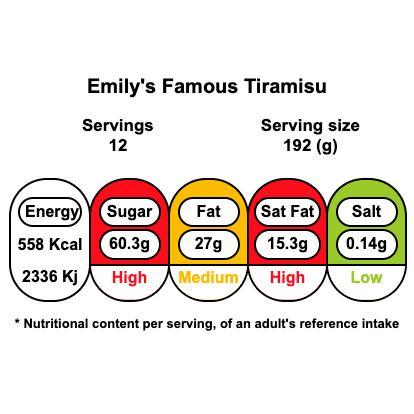 Emily's Famous Tiramisu
Servings
12
Serving size
192 (g)
Energy
558 Kcal
2336 Kj
Sugar
60.3g
High
Fat
27g
Medium
Sat Fat
15.3g
High
Salt
0.14g
Low
* Nutritional content per serving, of an adult's reference intake